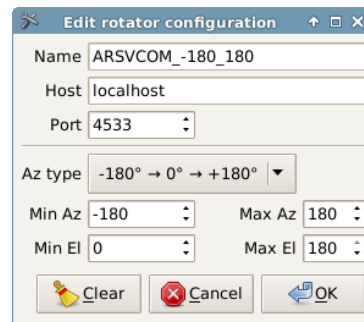 Edit rotator configuration
Name ARSVCOM_-180_180
Host localhost
Port 4533
Az type -180° → 0° → +180°
Min Az -180 Max Az 180
Min El 0 Max El 180
Clear Cancel OK